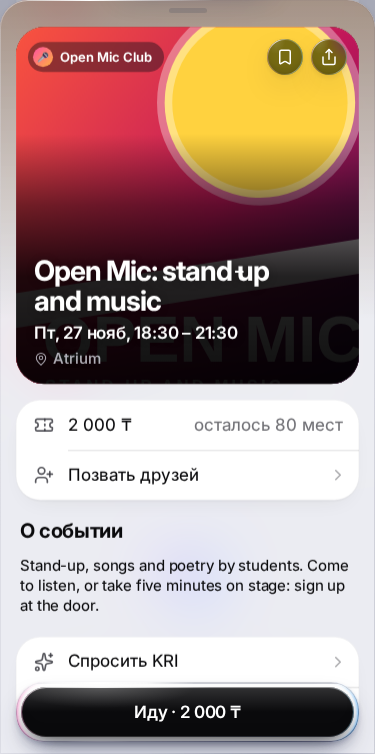 Open Mic Club
Open Mic: stand-up
and music
Пт, 27 нояб, 18:30 – 21:30
Atrium
OPEN MIC
2 000 ₸
осталось 80 мест
Позвать друзей
О событии
Stand-up, songs and poetry by students. Come
to listen, or take five minutes on stage: sign up
at the door.
Спросить KRI
Иду · 2 000 ₸